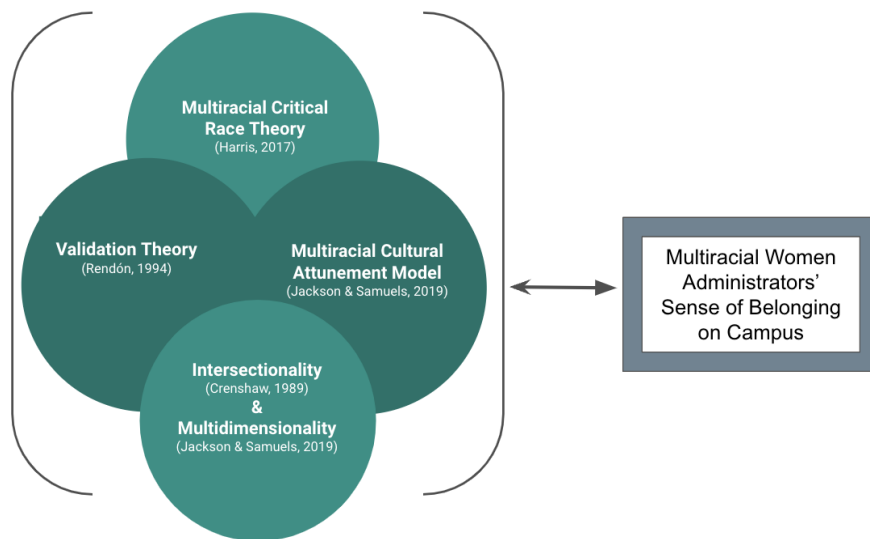 Multiracial Critical
Race Theory
(Harris, 2017)
Validation Theory
(Rendón, 1994)
Multiracial Cultural
Attunement Model
(Jackson & Samuels, 2019)
Intersectionality
(Crenshaw, 1989)
&
Multidimensionality
(Jackson & Samuels, 2019)
Multiracial Women
Administrators’
Sense of Belonging
on Campus